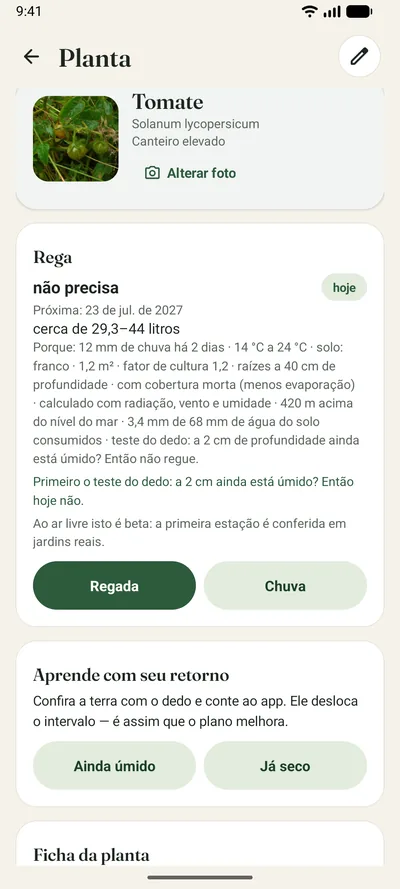 9:41
Planta
Tomate
Solanum lycopersicum
Canteiro elevado
Alterar foto
Rega
não precisa
hoje
Próxima: 23 de jul. de 2027
cerca de 29,3–44 litros
Porque: 12 mm de chuva há 2 dias · 14 °C a 24 °C · solo:
franco · 1,2 m² · fator de cultura 1,2 · raízes a 40 cm de
profundidade · com cobertura morta (menos evaporação)
· calculado com radiação, vento e umidade · 420 m acima
do nível do mar · 3,4 mm de 68 mm de água do solo
consumidos · teste do dedo: a 2 cm de profundidade ainda
está úmido? Então não regue.
Primeiro o teste do dedo: a 2 cm ainda está úmido? Então
hoje não.
Ao ar livre isto é beta: a primeira estação é conferida em
jardins reais.
Regada
Chuva
Aprende com seu retorno
Confira a terra com o dedo e conte ao app. Ele desloca
o intervalo — é assim que o plano melhora.
Ainda úmido
Já seco
Ficha da planta